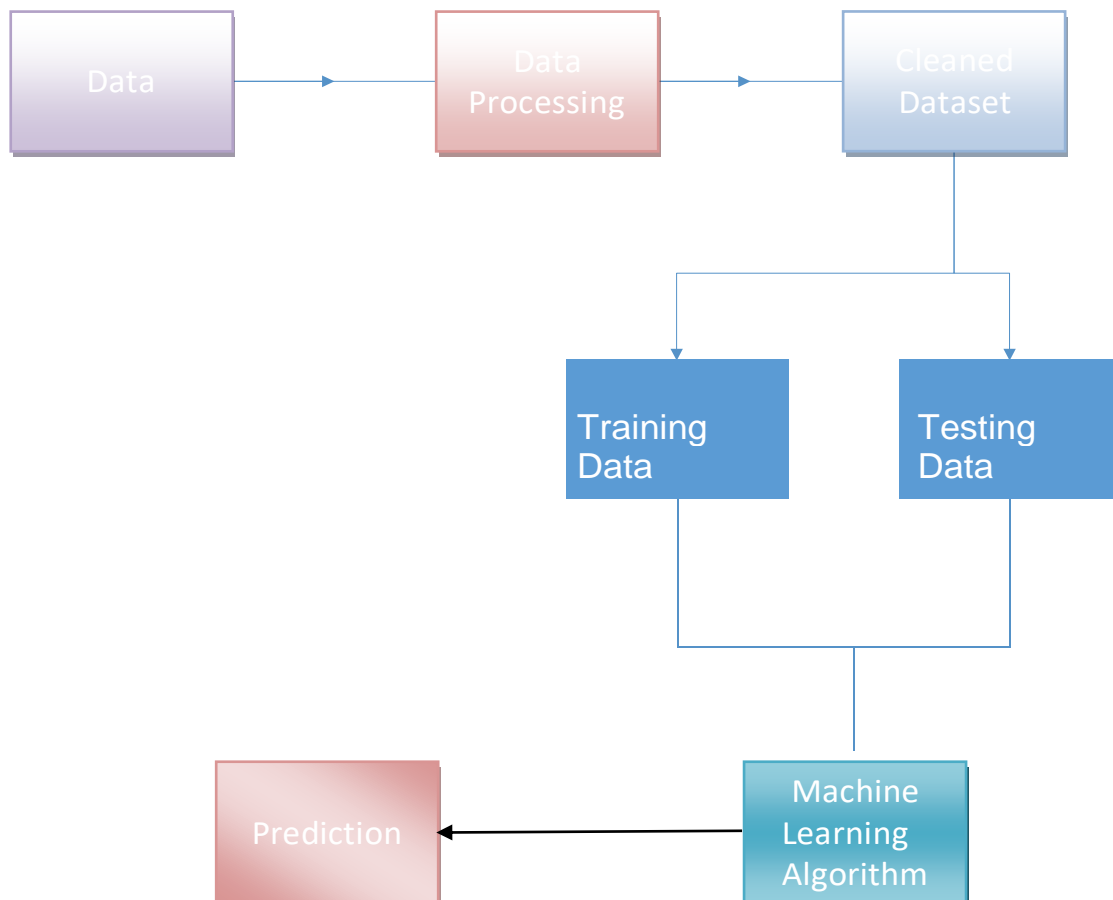 Data
Data
Processing
Cleaned
Dataset
Training
Data
Testing
Data
Prediction
Machine
Learning
Algorithm